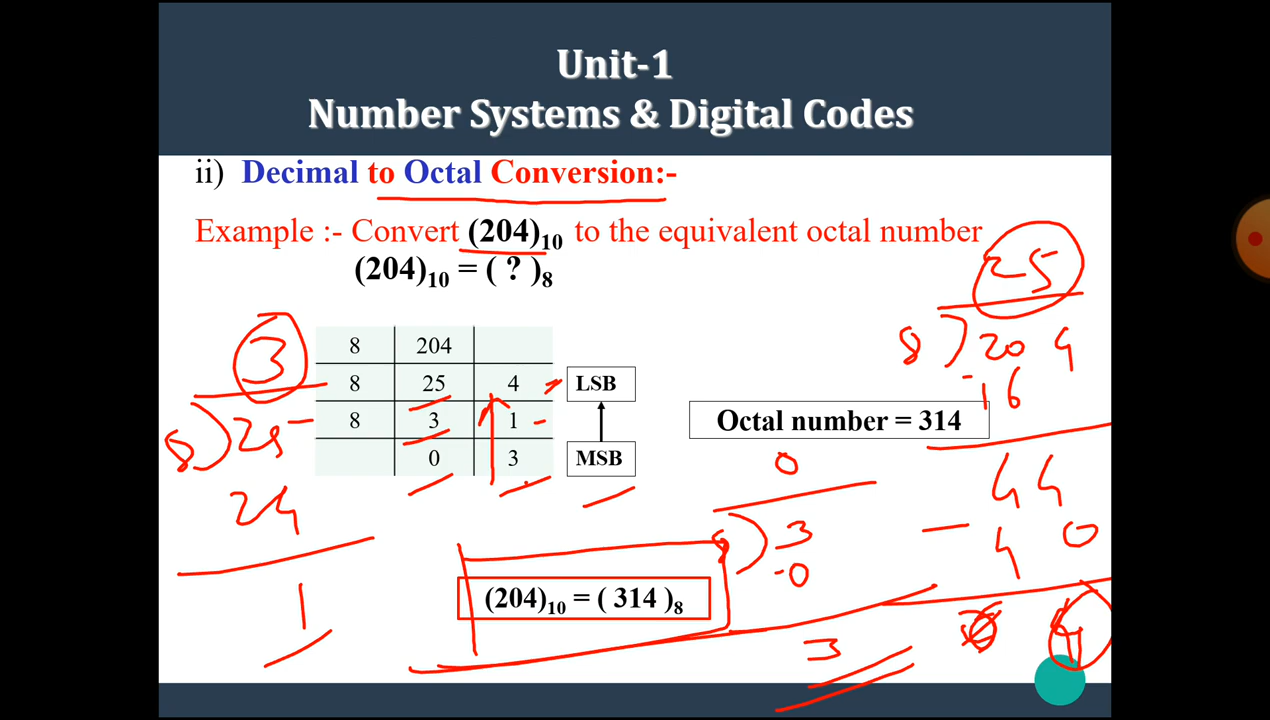 Unit-1
Number Systems & Digital Codes
ii) Decimal to Octal Conversion:-
Example :- Convert (204)10 to the equivalent octal number
(204)10 = ( ? )8
8 204
8 25 4 LSB
8 3 1
0 3 MSB
Octal number = 314
(204)10 = ( 314 )8
3
8)25
24
1
25
8)204
-16
44
- 40
4
0
8)3
-0
3